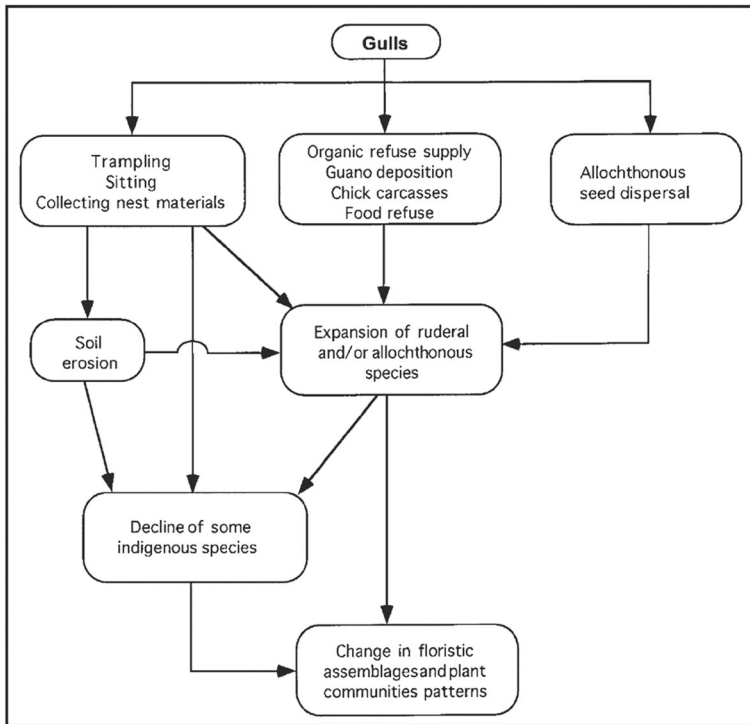 Gulls
Trampling
Sitting
Collecting nest materials
Organic refuse supply
Guano deposition
Chick carcasses
Food refuse
Allochthonous
seed dispersal
Soil
erosion
Expansion of ruderal
and/or allochthonous
species
Decline of some
indigenous species
Change in floristic
assemblages and plant
communities patterns